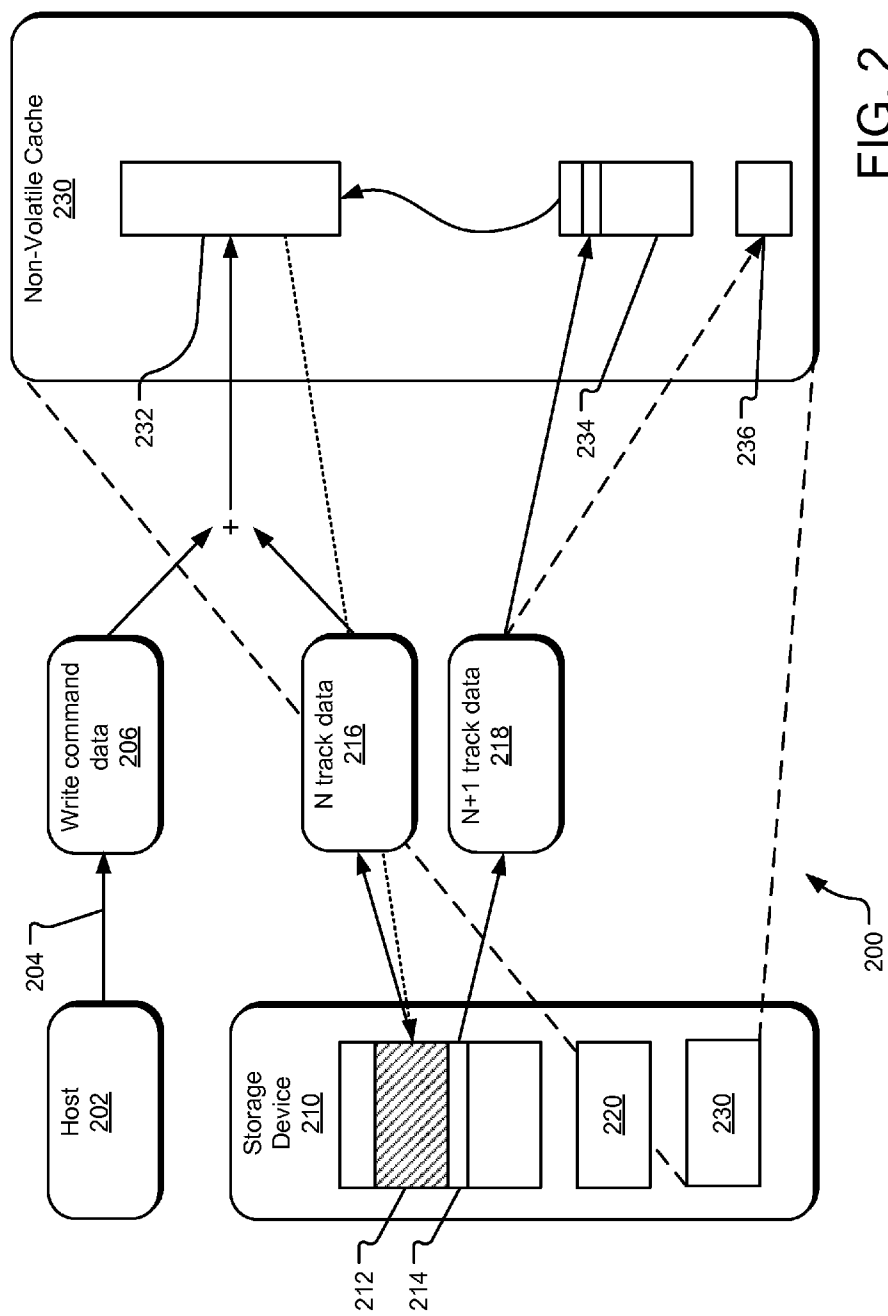 Host
202
204
Write command
data
206
Storage
Device
210
212
214
220
230
N track data
216
N+1 track data
218
+
Non-Volatile Cache
230
232
234
236
200
FIG. 2